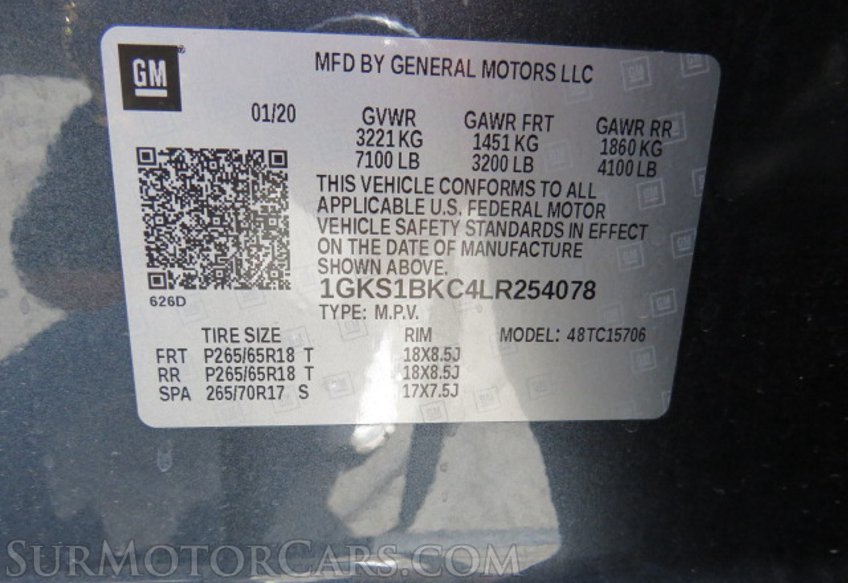 GM
MFD BY GENERAL MOTORS LLC
01/20 GVWR GAWR FRT GAWR RR
3221 KG 1451 KG 1860 KG
7100 LB 3200 LB 4100 LB
THIS VEHICLE CONFORMS TO ALL
APPLICABLE U.S. FEDERAL MOTOR
VEHICLE SAFETY STANDARDS IN EFFECT
ON THE DATE OF MANUFACTURE
SHOWN ABOVE.
626D
1GKS1BKC4LR254078
TYPE: M.P.V.
TIRE SIZE RIM MODEL: 48TC15706
FRT P265/65R18 T 18X8.5J
RR P265/65R18 T 18X8.5J
SPA 265/70R17 S 17X7.5J
SurMotorCars.com